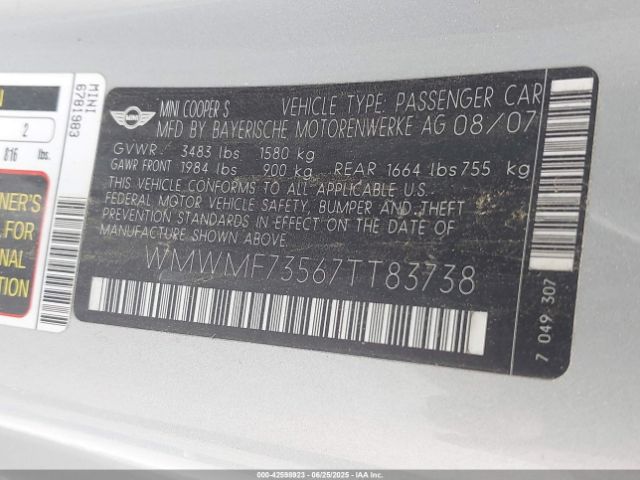 MINI COOPER S VEHICLE TYPE: PASSENGER CAR
MINI
MFD BY BAYERISCHE MOTORENWERKE AG 08/07
GVWR. 3483 lbs 1580 kg
GAWR FRONT 1984 lbs 900 kg REAR 1664 lbs 755 kg
THIS VEHICLE CONFORMS TO ALL APPLICABLE U.S.
FEDERAL MOTOR VEHICLE SAFETY, BUMPER AND THEFT
PREVENTION STANDARDS IN EFFECT ON THE DATE OF
MANUFACTURE SHOWN ABOVE.
WMWMF73567TT83738
7 049 307
MINI
6781983
2
816 lbs.
NER'S
FOR
NAL
TION
000-42598923 - 06/25/2025 - IAAI.COM